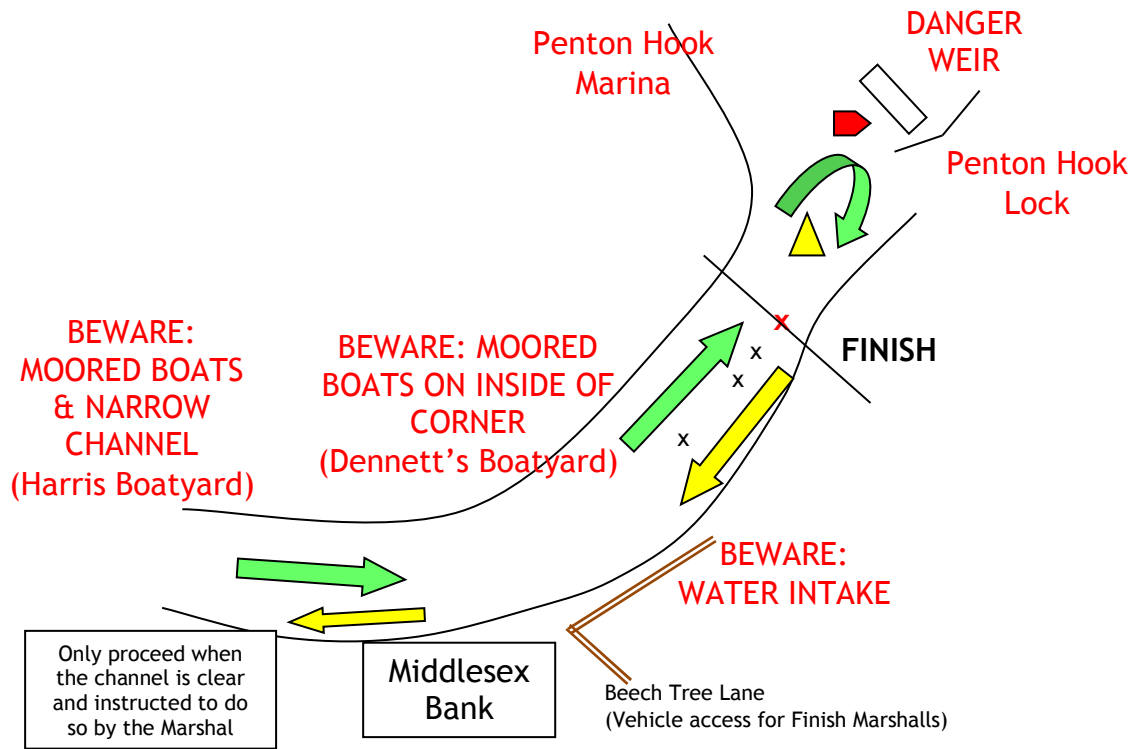 Penton Hook
Marina
DANGER
WEIR
Penton Hook
Lock
x
x
x
x
FINISH
BEWARE:
MOORED BOATS
& NARROW
CHANNEL
(Harris Boatyard)
BEWARE: MOORED
BOATS ON INSIDE OF
CORNER
(Dennett’s Boatyard)
BEWARE:
WATER INTAKE
Only proceed when
the channel is clear
and instructed to do
so by the Marshal
Middlesex
Bank
Beech Tree Lane
(Vehicle access for Finish Marshalls)